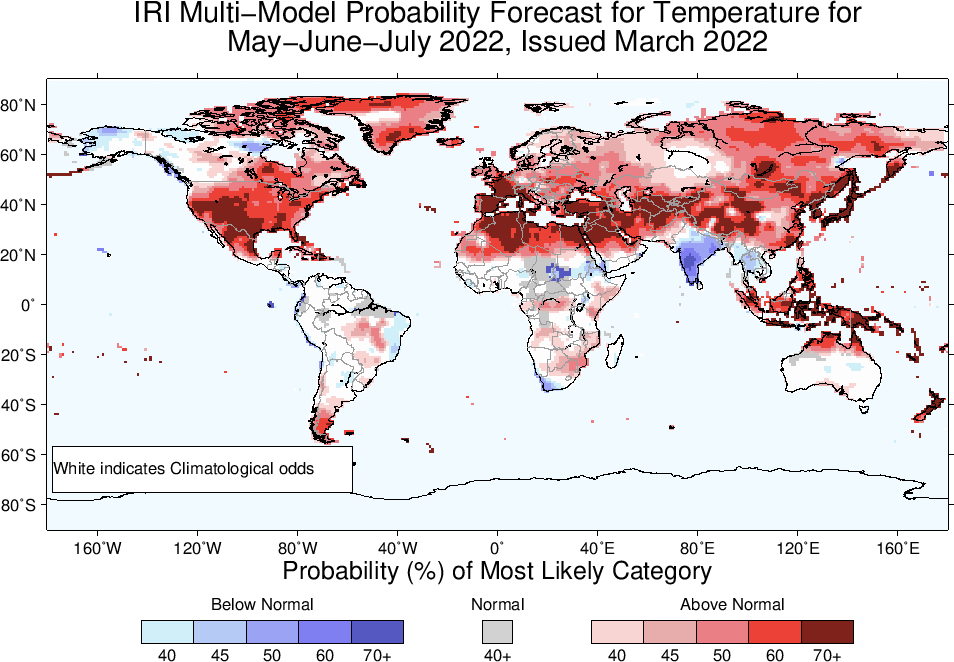 IRI Multi−Model Probability Forecast for Temperature for
May−June−July 2022, Issued March 2022
80˚N
60˚N
40˚N
20˚N
0˚
20˚S
40˚S
60˚S
80˚S
White indicates Climatological odds
160˚W 120˚W 80˚W 40˚W 0˚ 40˚E 80˚E 120˚E 160˚E
Probability (%) of Most Likely Category
Below Normal Normal Above Normal
40 45 50 60 70+ 40+ 40 45 50 60 70+